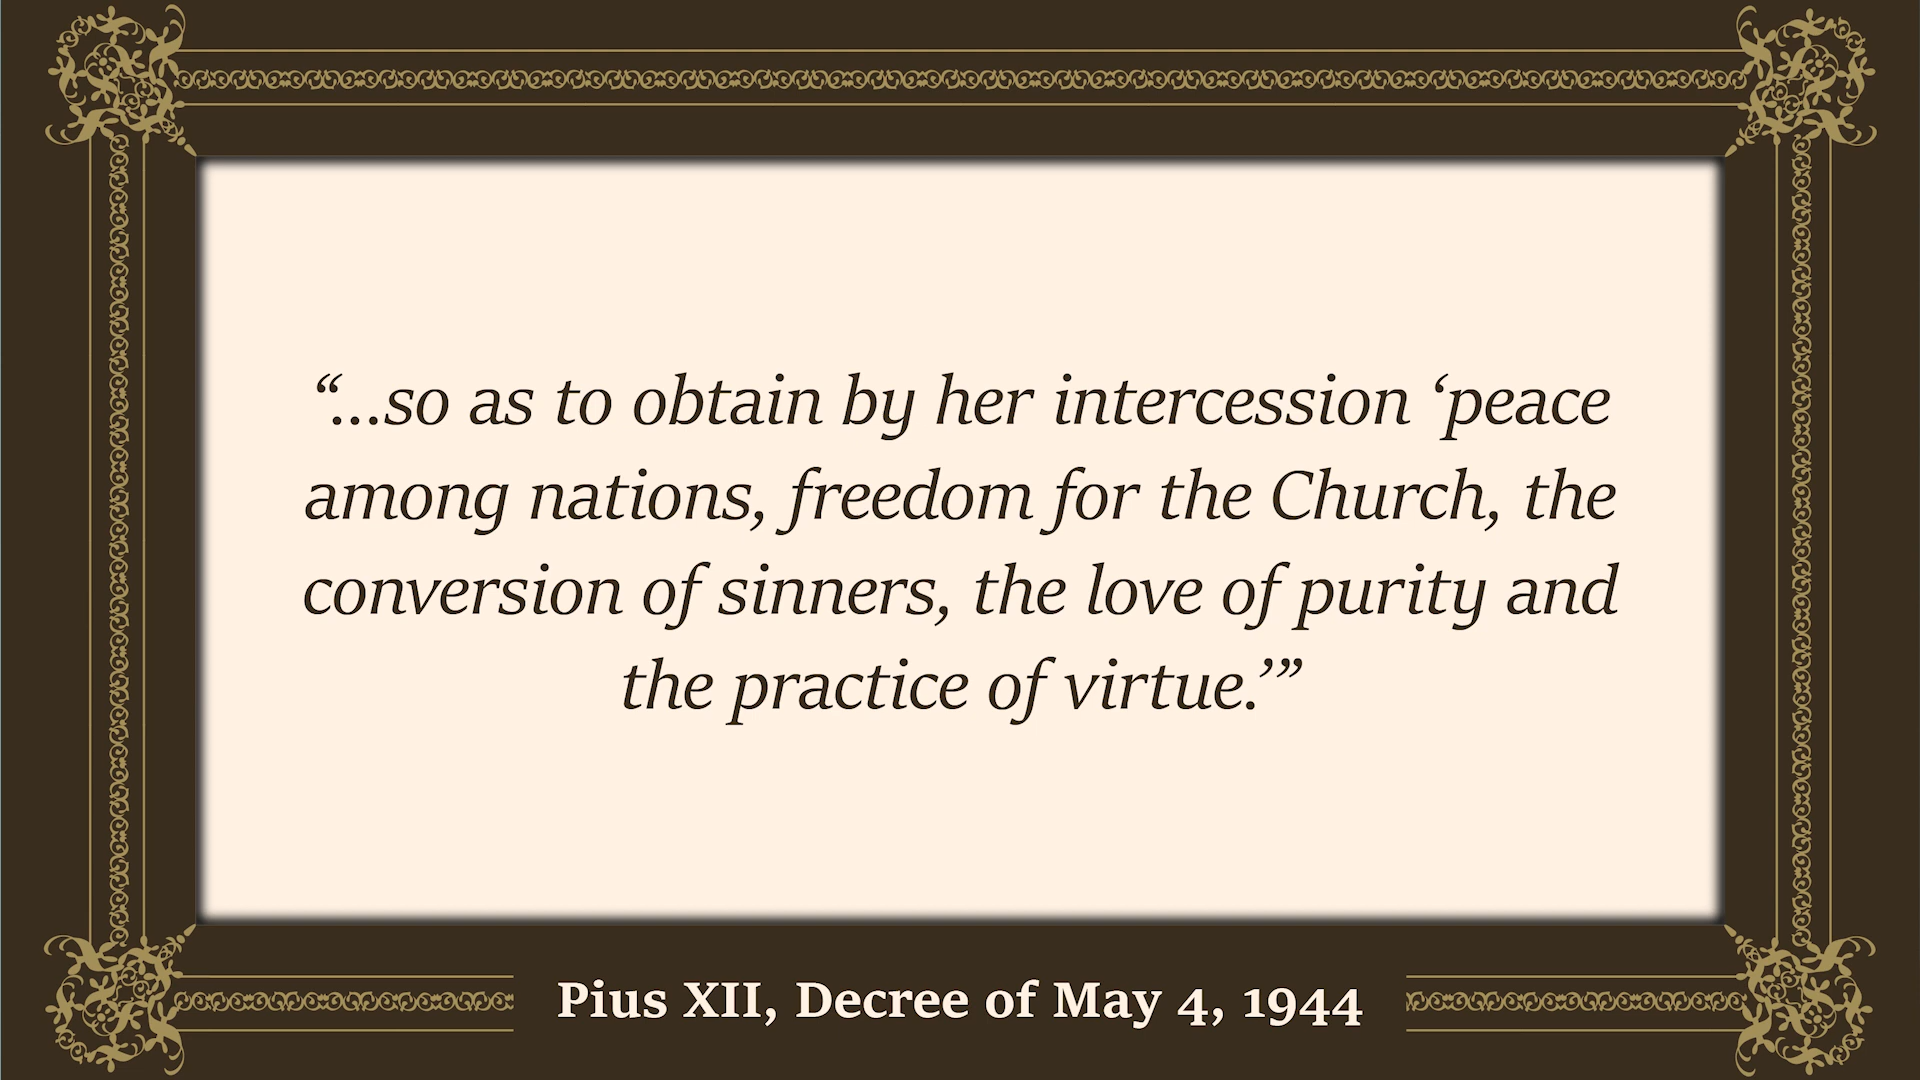 “...so as to obtain by her intercession ‘peace
among nations, freedom for the Church, the
conversion of sinners, the love of purity and
the practice of virtue.’”
Pius XII, Decree of May 4, 1944